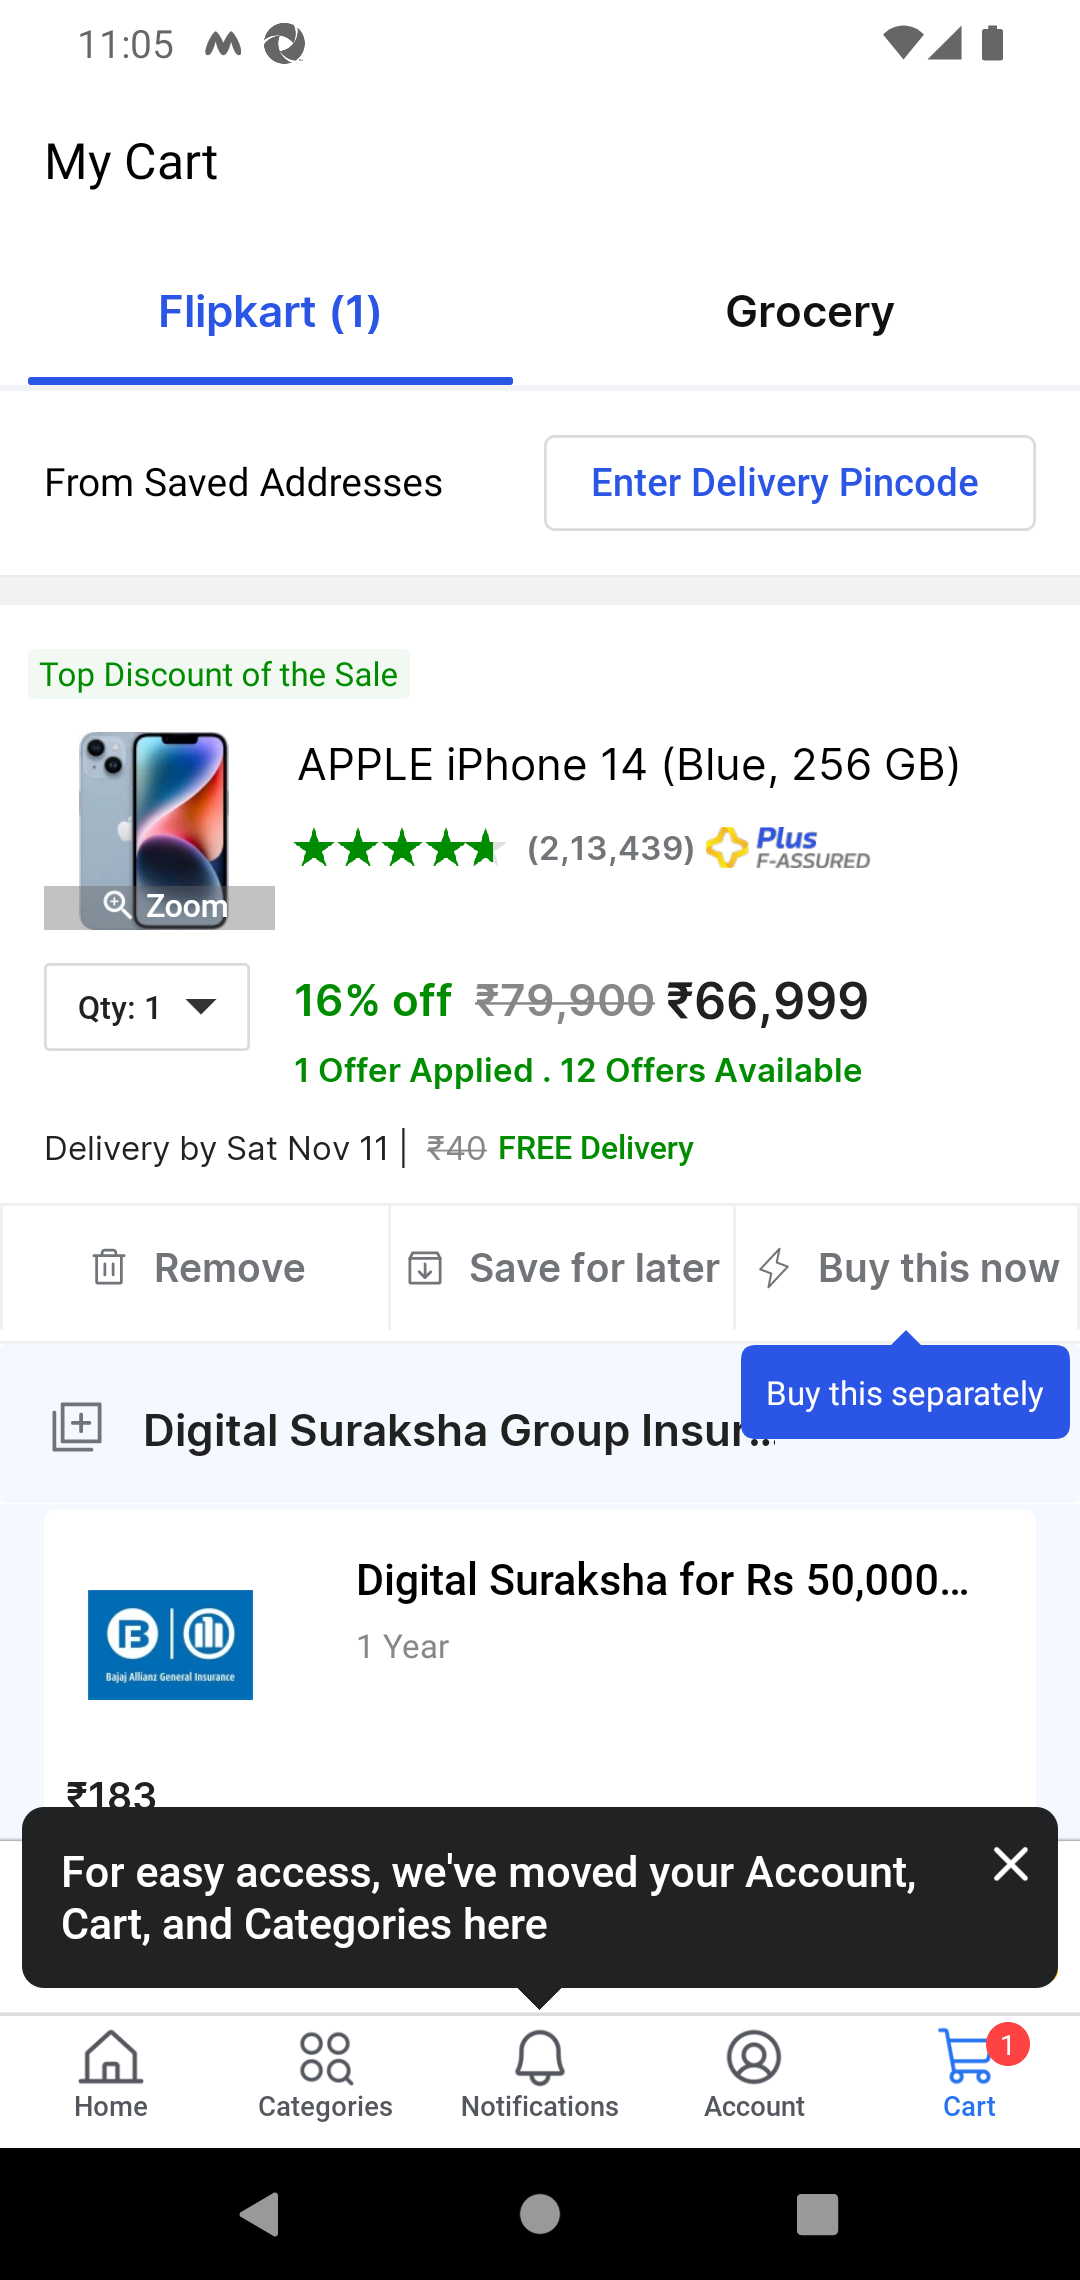 11:05
My Cart
Flipkart (1)
Grocery
From Saved Addresses
Enter Delivery Pincode
Top Discount of the Sale
APPLE iPhone 14 (Blue, 256 GB)
(2,13,439) Plus F-ASSURED
Zoom
Qty: 1
16% off ₹79,900 ₹66,999
1 Offer Applied . 12 Offers Available
Delivery by Sat Nov 11 | ₹40 FREE Delivery
Remove
Save for later
Buy this now
Buy this separately
Digital Suraksha Group Insur...
Digital Suraksha for Rs 50,000...
1 Year
Bajaj Allianz General Insurance
₹183
For easy access, we've moved your Account,
Cart, and Categories here
1
Home
Categories
Notifications
Account
Cart